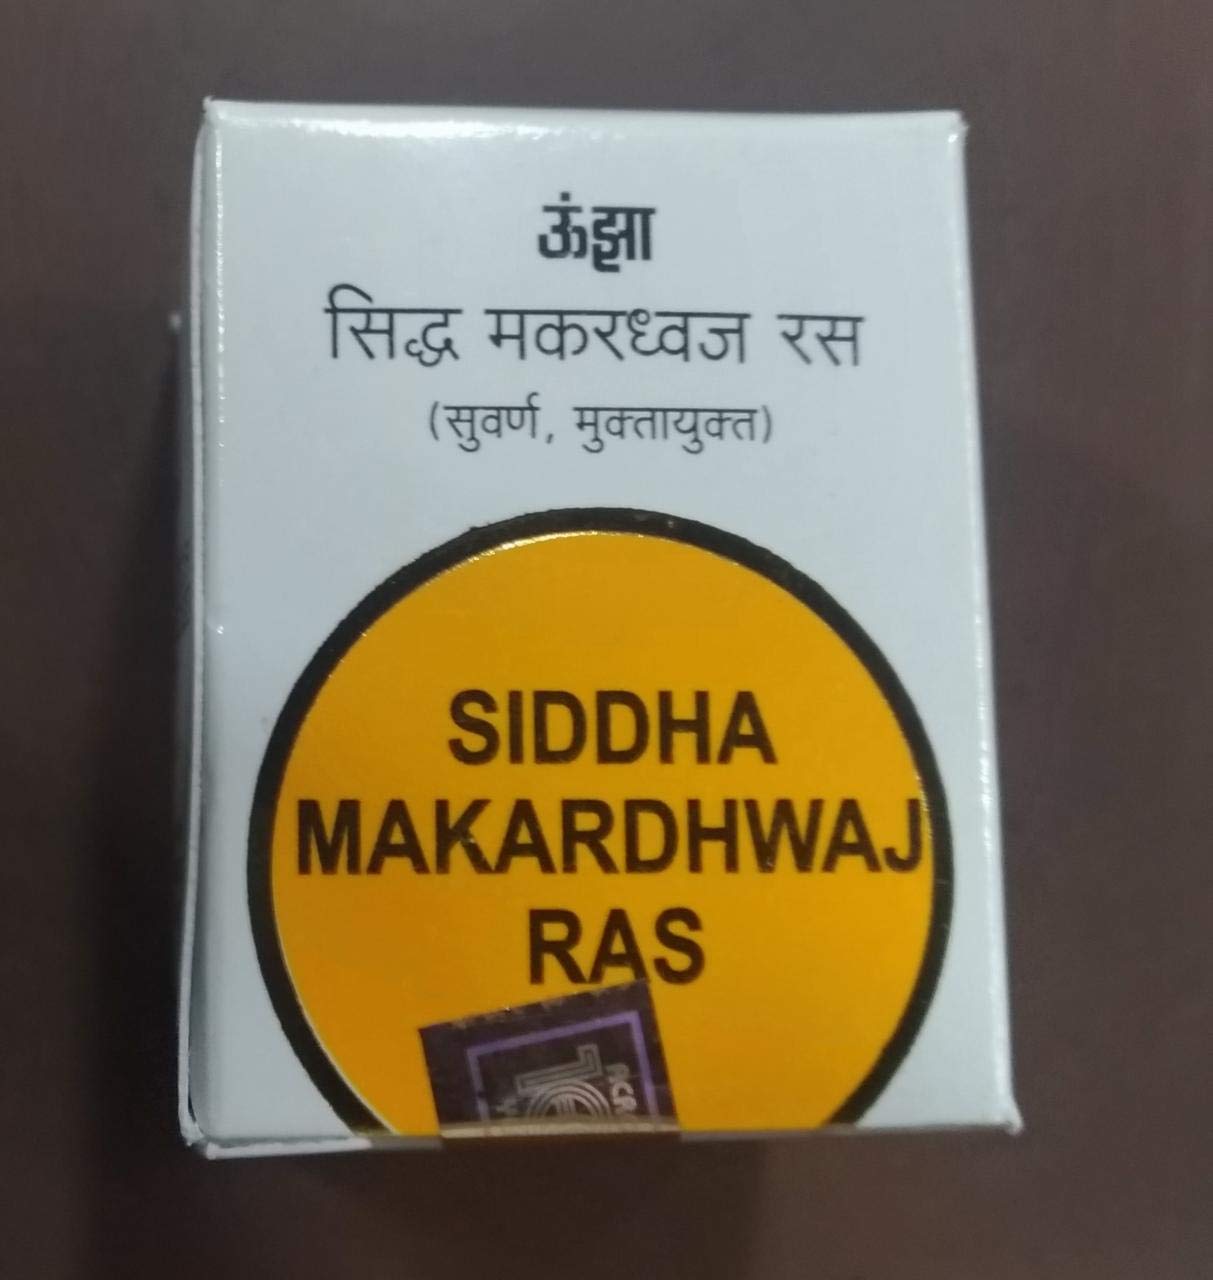 ऊंझा
सिद्ध मकरध्वज रस
(सुवर्ण, मुक्तायुक्त)
SIDDHA
MAKARDHWAJ
RAS